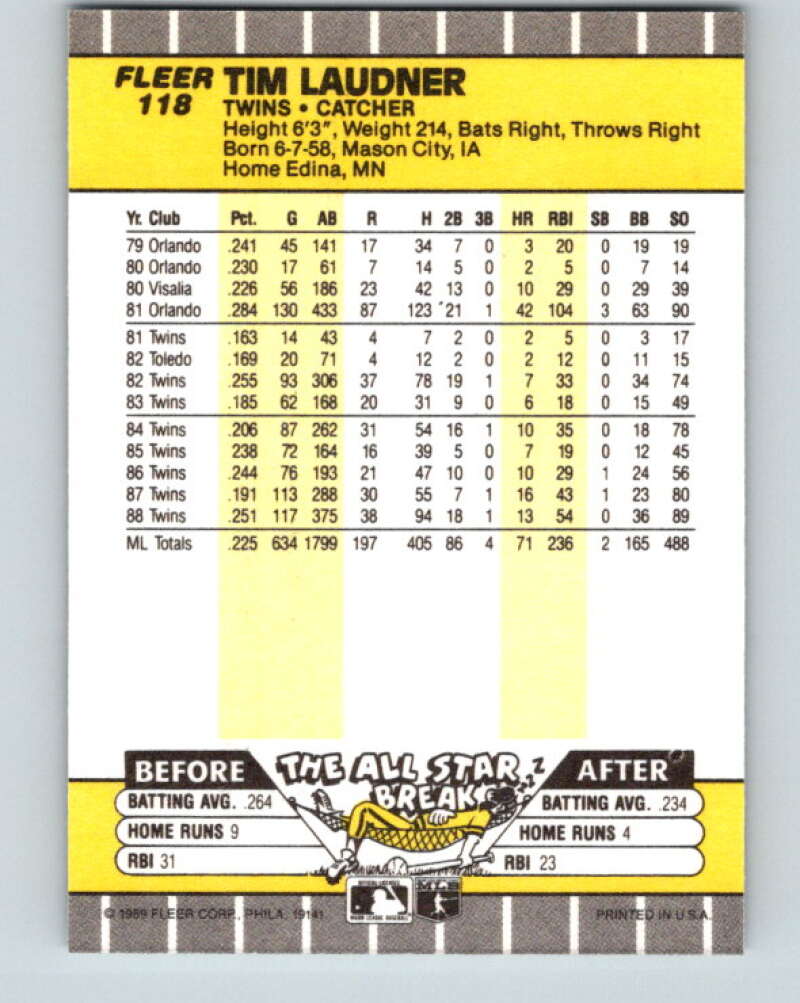 FLEER TIM LAUDNER
118 TWINS • CATCHER
Height 6'3", Weight 214, Bats Right, Throws Right
Born 6-7-58, Mason City, IA
Home Edina, MN
Yr. Club Pct. G AB R H 2B 3B HR RBI SB BB SO
79 Orlando .241 45 141 17 34 7 0 3 20 0 19 19
80 Orlando .230 17 61 7 14 5 0 2 5 0 7 14
80 Visalia .226 56 186 23 42 13 0 10 29 0 29 39
81 Orlando .284 130 433 87 123 21 1 42 104 3 63 90
81 Twins .163 14 43 4 7 2 0 2 5 0 3 17
82 Toledo .169 20 71 4 12 2 0 2 12 0 11 15
82 Twins .255 93 306 37 78 19 1 7 33 0 34 74
83 Twins .185 62 168 20 31 9 0 6 18 0 15 49
84 Twins .206 87 262 31 54 16 1 10 35 0 18 78
85 Twins 238 72 164 16 39 5 0 7 19 0 12 45
86 Twins .244 76 193 21 47 10 0 10 29 1 24 56
87 Twins .191 113 288 30 55 7 1 16 43 1 23 80
88 Twins .251 117 375 38 94 18 1 13 54 0 36 89
ML Totals .225 634 1799 197 405 86 4 71 236 2 165 488
BEFORE THE ALL STAR BREAK ZZZ AFTER
BATTING AVG. .264 BATTING AVG. .234
HOME RUNS 9 HOME RUNS 4
RBI 31 RBI 23
© 1989 FLEER CORP., PHILA. 19141 MAJOR LEAGUE BASEBALL MLB PRINTED IN U.S.A.